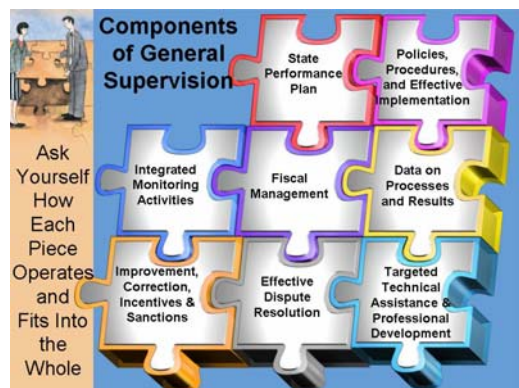 Components
of General
Supervision
State
Performance
Plan
Policies,
Procedures,
and Effective
Implementation
Integrated
Monitoring
Activities
Fiscal
Management
Data on
Processes
and Results
Improvement,
Correction,
Incentives &
Sanctions
Effective
Dispute
Resolution
Targeted
Technical
Assistance &
Professional
Development
Ask
Yourself
How
Each
Piece
Operates
and
Fits Into
the
Whole